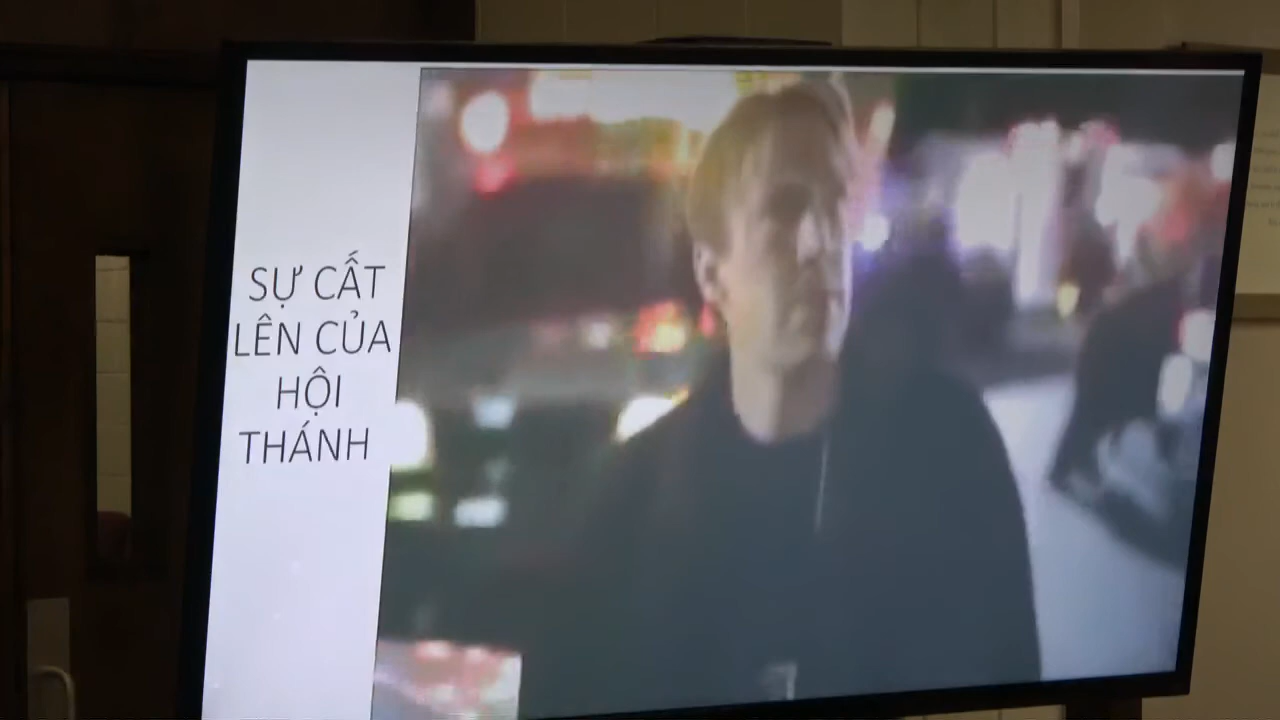 SỰ CẤT
LÊN CỦA
HỘI
THÁNH